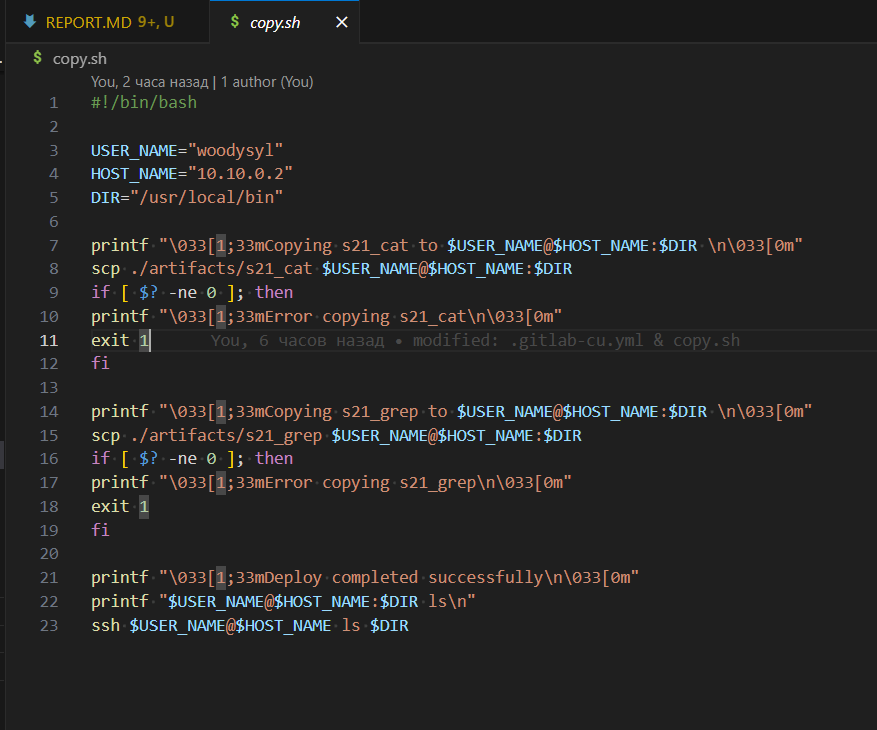 REPORT.MD 9+, U
$ copy.sh ×
$ copy.sh
You, 2 часа назад | 1 author (You)
1 #!/bin/bash
2
3 USER_NAME="woodysyl"
4 HOST_NAME="10.10.0.2"
5 DIR="/usr/local/bin"
6
7 printf "\033[1;33mCopying s21_cat to $USER_NAME@$HOST_NAME:$DIR \n\033[0m"
8 scp ./artifacts/s21_cat $USER_NAME@$HOST_NAME:$DIR
9 if [ $? -ne 0 ]; then
10 printf "\033[1;33mError copying s21_cat\n\033[0m"
11 exit 1 You, 6 часов назад • modified: .gitlab-cu.yml & copy.sh
12 fi
13
14 printf "\033[1;33mCopying s21_grep to $USER_NAME@$HOST_NAME:$DIR \n\033[0m"
15 scp ./artifacts/s21_grep $USER_NAME@$HOST_NAME:$DIR
16 if [ $? -ne 0 ]; then
17 printf "\033[1;33mError copying s21_grep\n\033[0m"
18 exit 1
19 fi
20
21 printf "\033[1;33mDeploy completed successfully\n\033[0m"
22 printf "$USER_NAME@$HOST_NAME:$DIR ls\n"
23 ssh $USER_NAME@$HOST_NAME ls $DIR